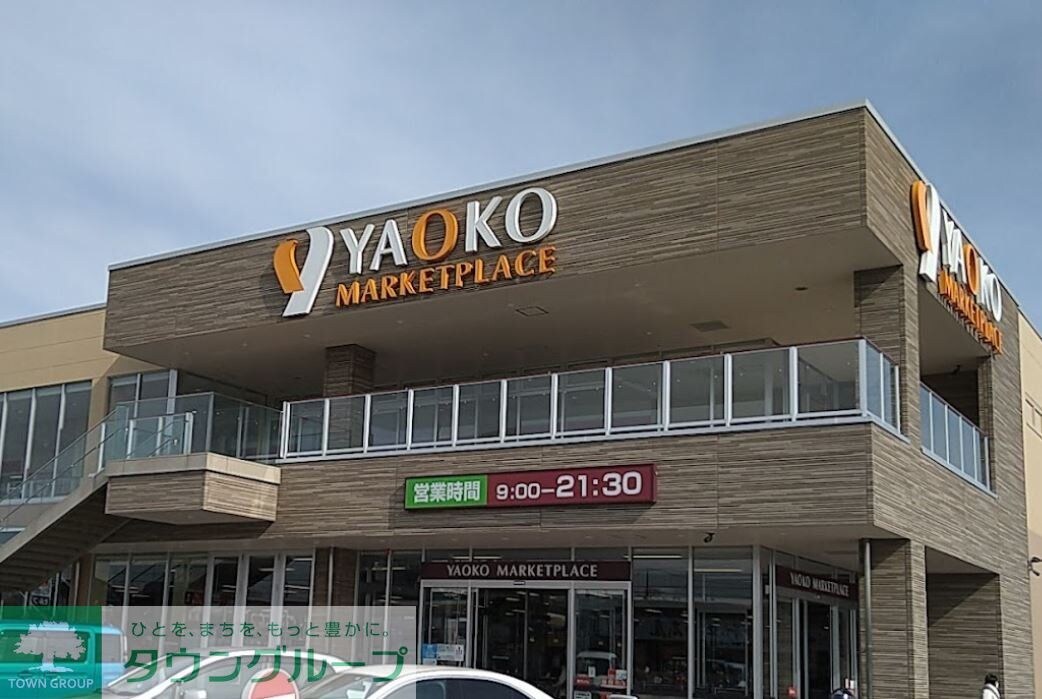 YAOKO
MARKETPLACE
YAOKO
MARKETPLACE
営業時間 9:00-21:30
YAOKO MARKETPLACE
YAOKO MARKETPLACE
ひとを、まちを、もっと豊かに。
タウングループ
TOWN GROUP